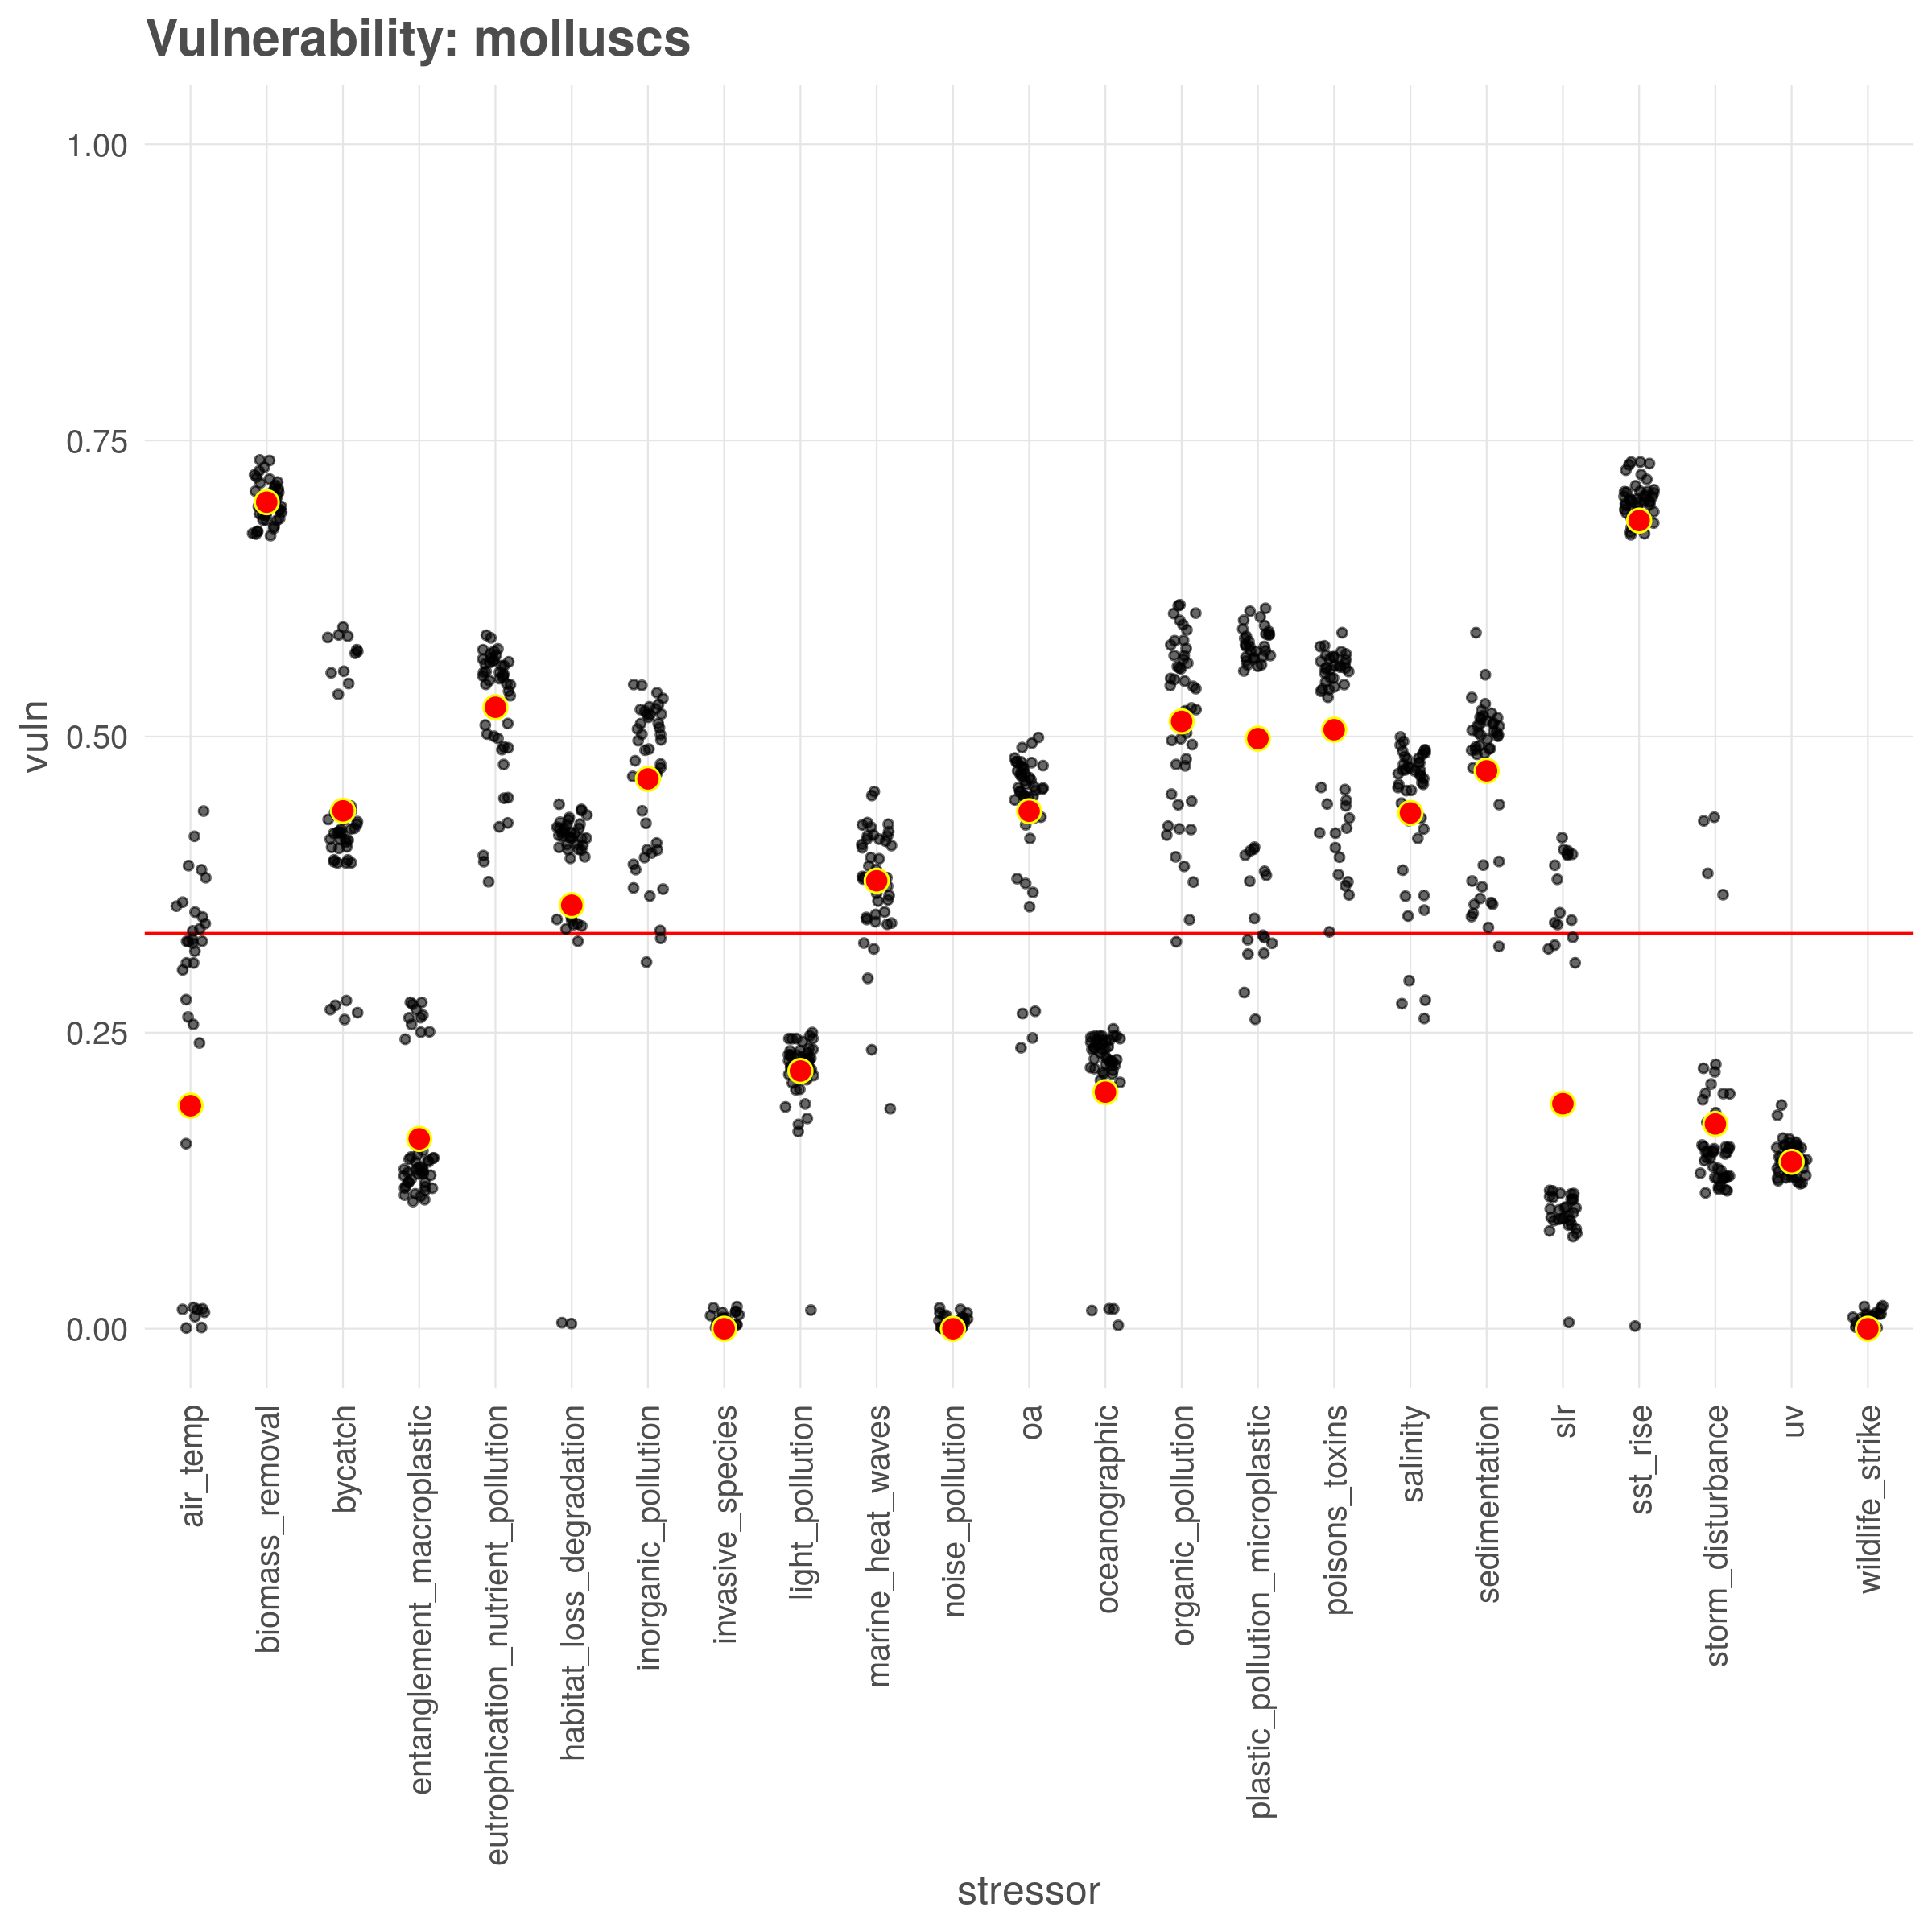 Vulnerability: molluscs
1.00
0.75
0.50
0.25
0.00
vuln
air_temp
biomass_removal
bycatch
entanglement_macroplastic
eutrophication_nutrient_pollution
habitat_loss_degradation
inorganic_pollution
invasive_species
light_pollution
marine_heat_waves
noise_pollution
oa
oceanographic
organic_pollution
plastic_pollution_microplastic
poisons_toxins
salinity
sedimentation
slr
sst_rise
storm_disturbance
uv
wildlife_strike
stressor